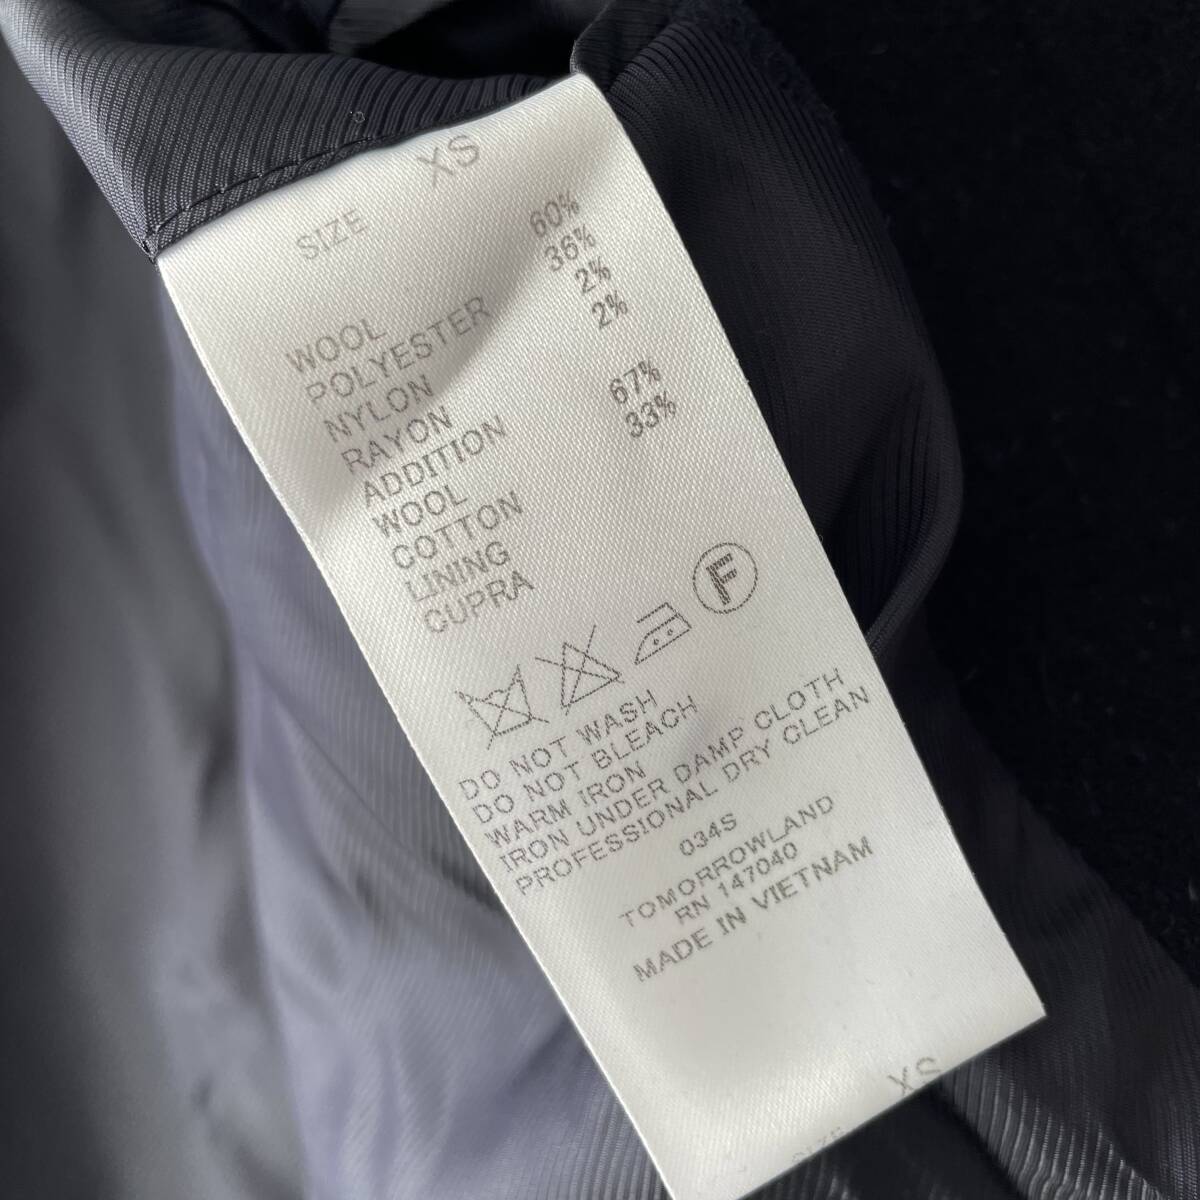 SIZE XS
WOOL 60%
POLYESTER 36%
NYLON 2%
RAYON 2%
ADDITION
WOOL 67%
COTTON 33%
LINING
CUPRA
F
DO NOT WASH
DO NOT BLEACH
WARM IRON
IRON UNDER DAMP CLOTH
PROFESSIONAL DRY CLEAN
034S
TOMORROWLAND
RN 147040
MADE IN VIETNAM
SIZE XS